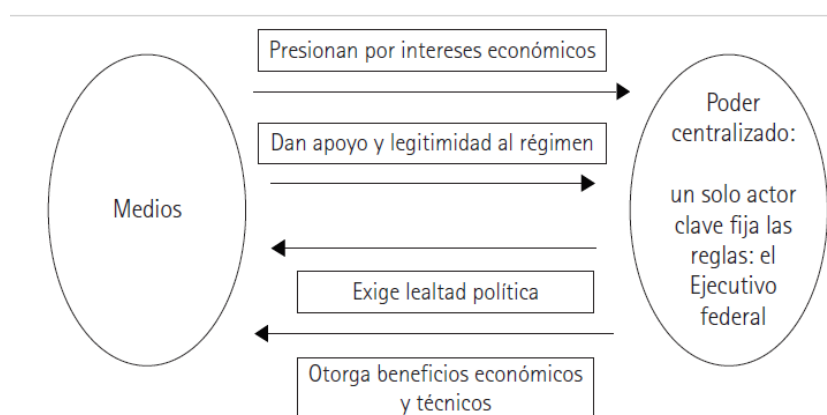 Presionan por intereses económicos
Dan apoyo y legitimidad al régimen
Medios
Exige lealtad política
Otorga beneficios económicos
y técnicos
Poder
centralizado:
un solo actor
clave fija las
reglas: el
Ejecutivo
federal